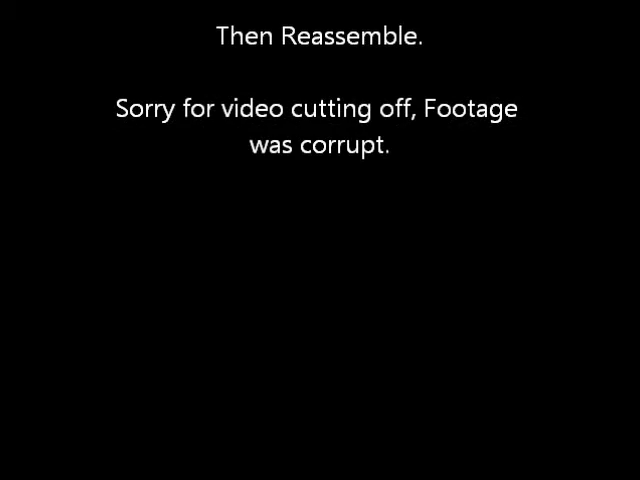 Then Reassemble.
Sorry for video cutting off, Footage
was corrupt.